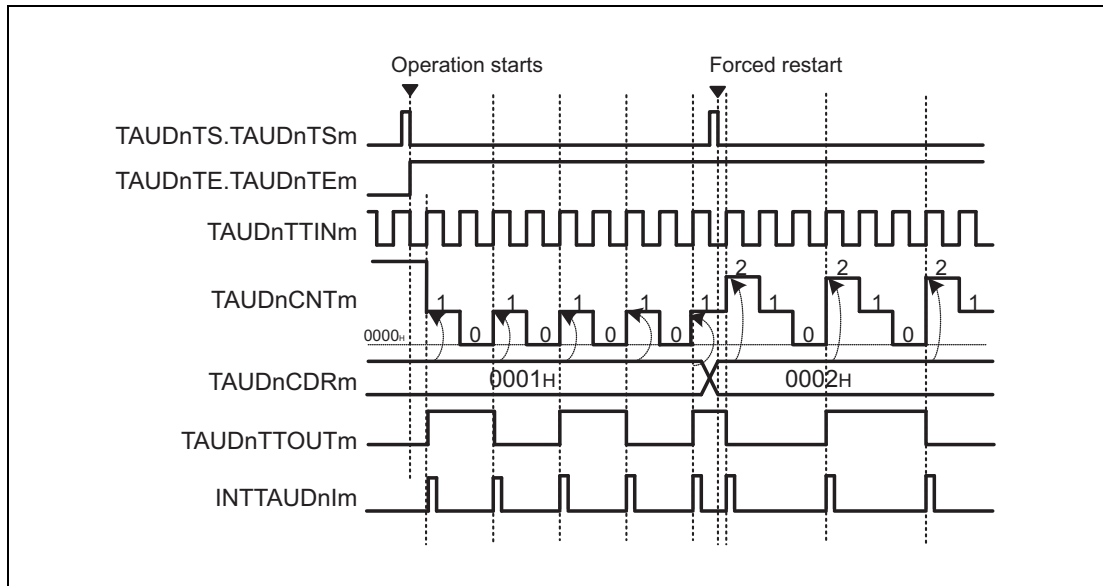 Operation starts Forced restart
TAUDnTS.TAUDnTSm
TAUDnTE.TAUDnTEm
TAUDnTTINm
TAUDnCNTm 1 0 1 0 1 0 1 0 1 2 1 0 2 1 0 2 1
0000H
TAUDnCDRm 0001H 0002H
TAUDnTTOUTm
INTTAUDnIm